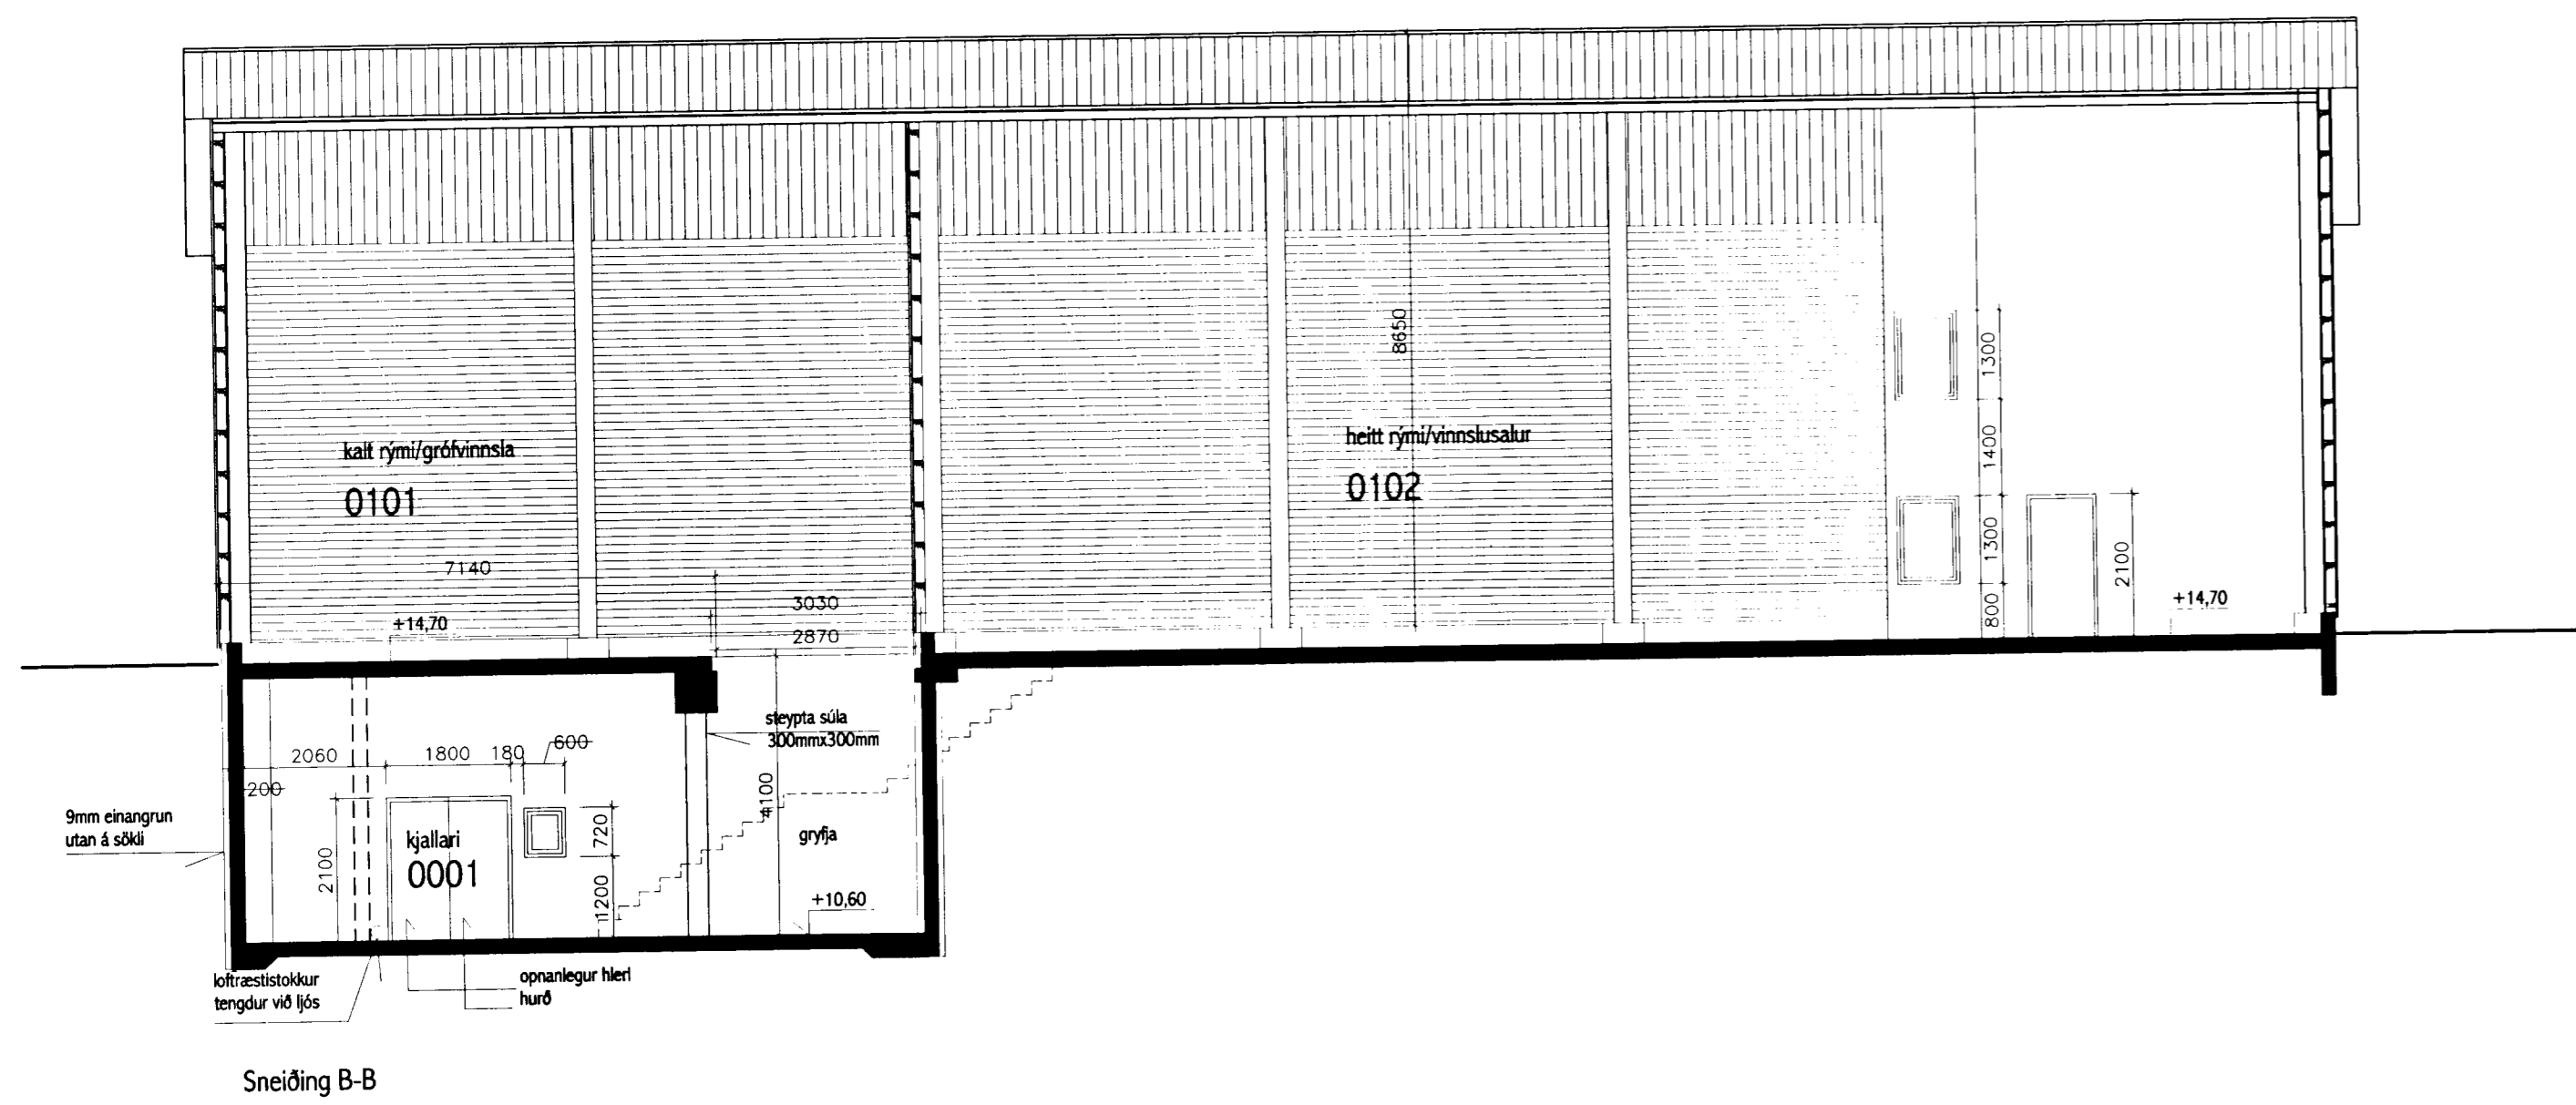 8650
1300
kalt rými/grófvinnsla
0101
heitt rými/vinnslusalur
0102
1400
1300
2100
7140
3030
+14,70
2870
800
+14,70
steypta súla
300mmx300mm
2060
1800
180
600
200
4100
9mm einangrun
utan á sökli
720
gryfja
kjallari
0001
2100
1200
+10,60
loftræstistokkur
tengdur við ljós
opnanlegur hleri
hurð
Sneiðing B-B